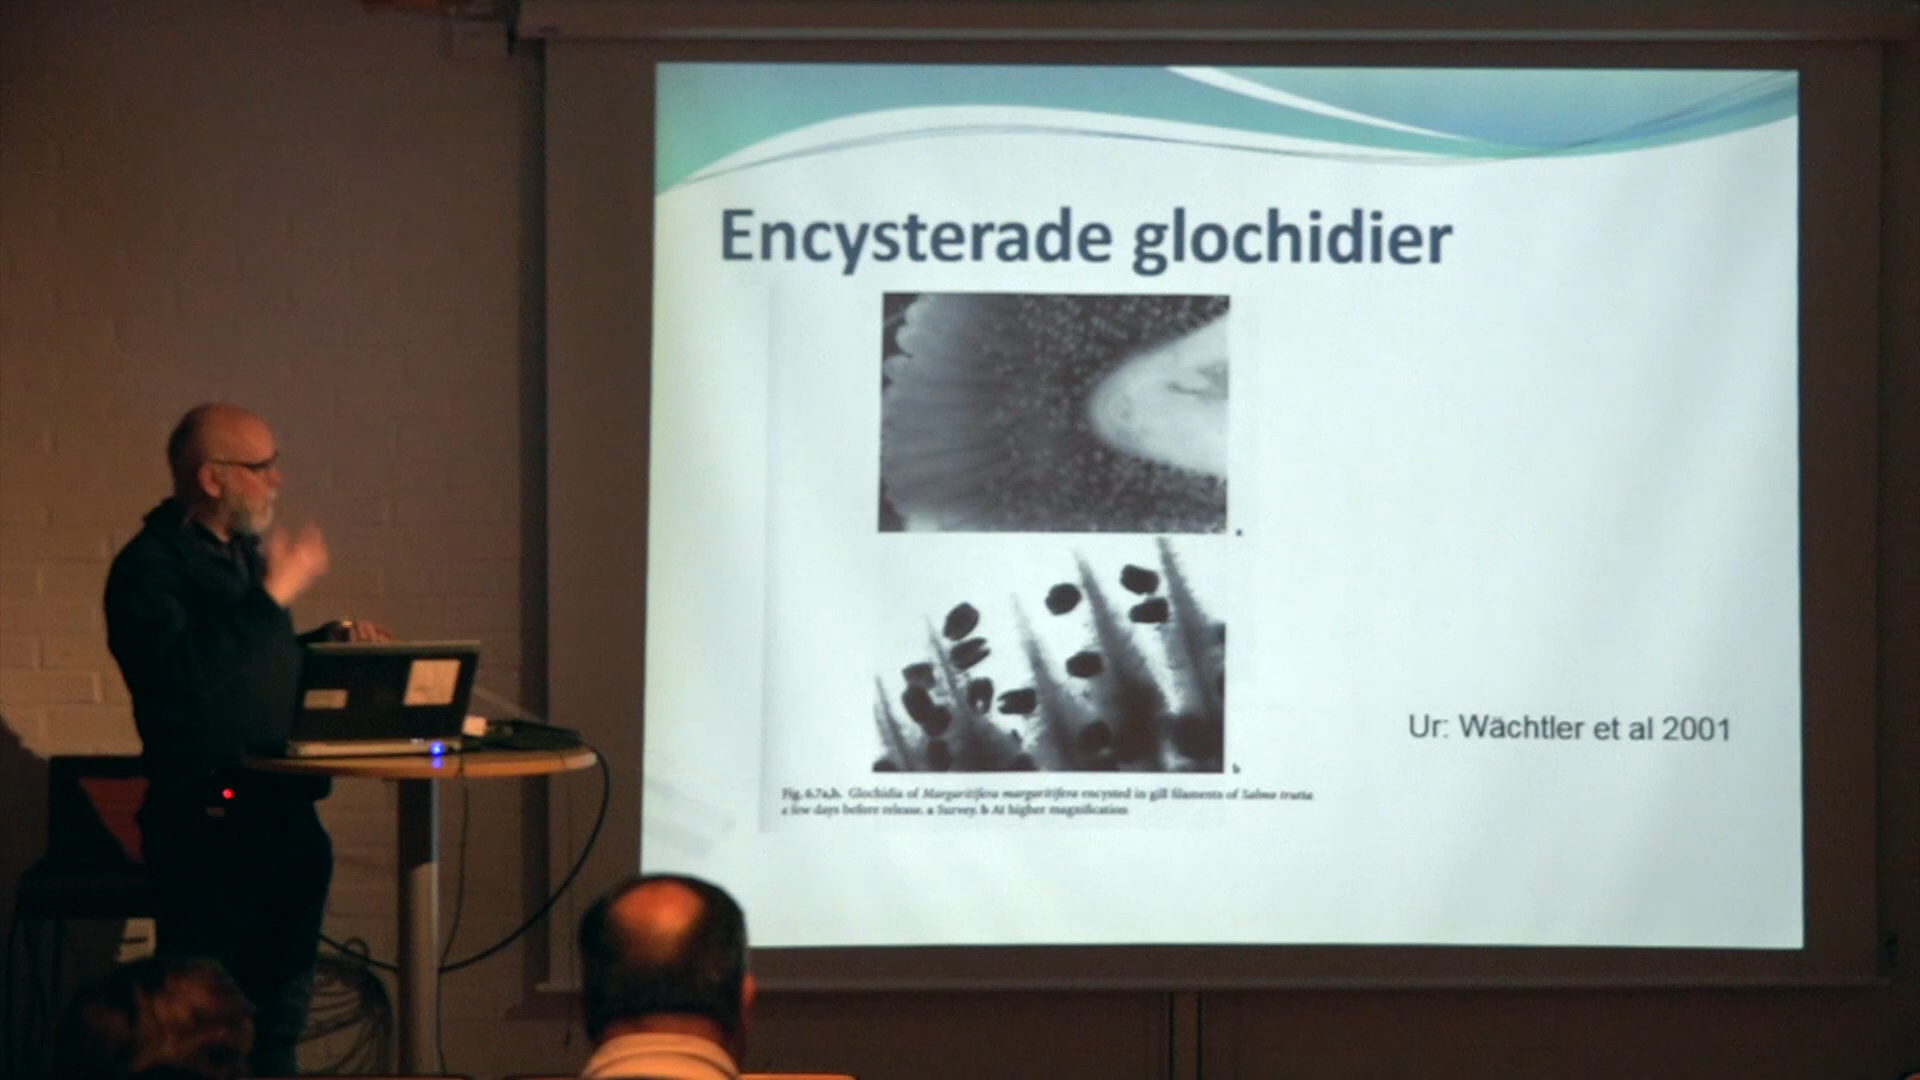 Encysterade glochidier
a
b
Ur: Wächtler et al 2001
Fig. 6.7a,b. Glochidia of Margaritifera margaritifera encysted in gill filaments of Salmo trutta
a few days before release. a Survey. b At higher magnification